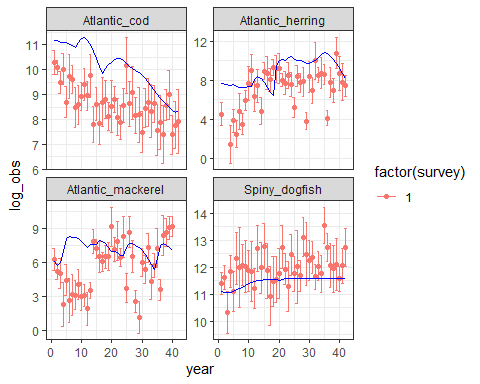 Atlantic_cod
Atlantic_herring
11
10
9
8
7
6
12
8
4
0
Atlantic_mackerel
Spiny_dogfish
9
6
3
0
14
13
12
11
10
0 10 20 30 40
0 10 20 30 40
year
log_obs
factor(survey)
1